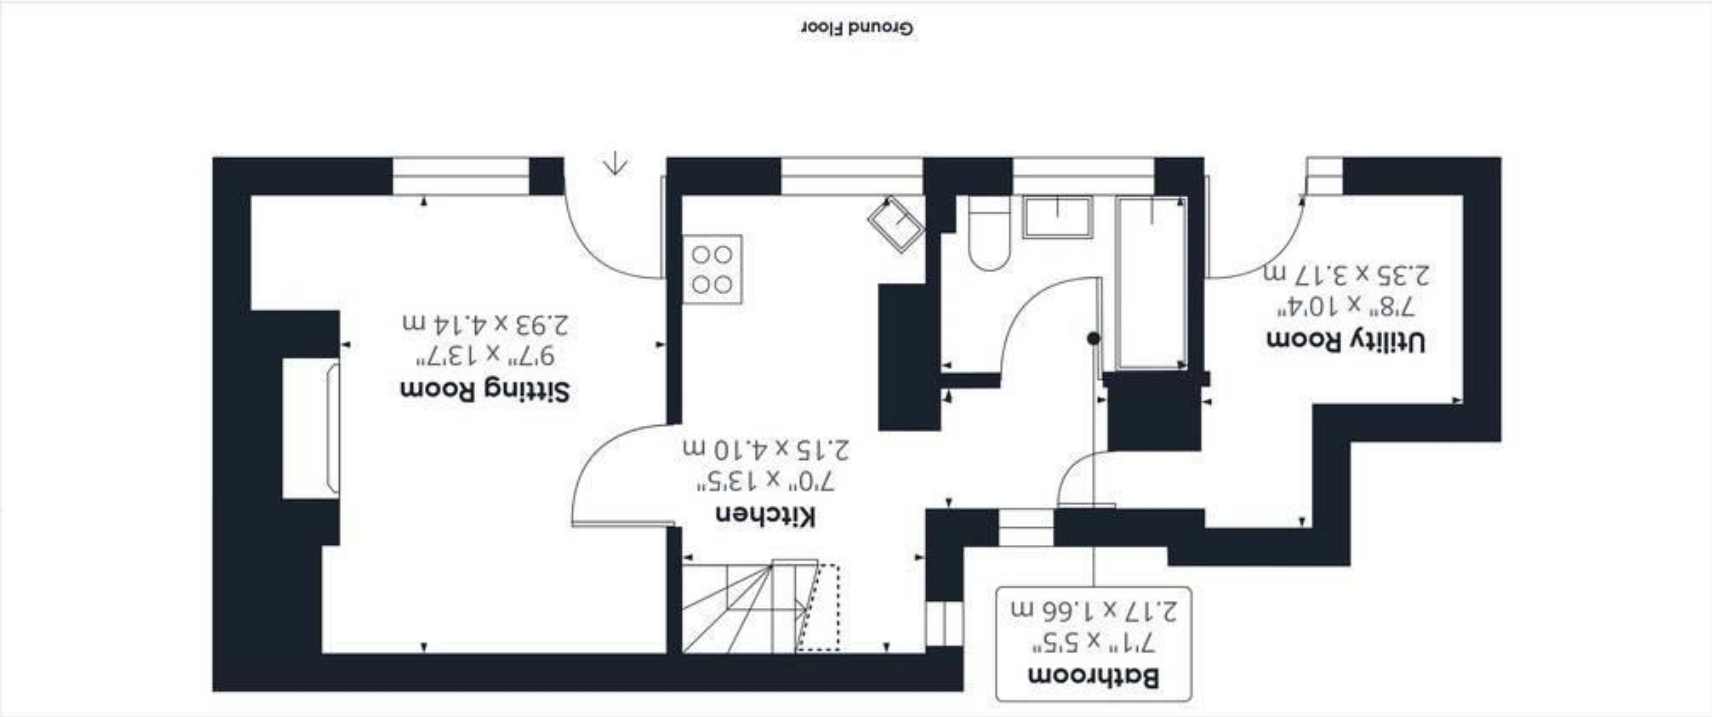 Bathroom
7'1" x 5'5"
2.17 x 1.66 m
Kitchen
7'0" x 13'5"
2.15 x 4.10 m
Sitting Room
9'7" x 13'7"
2.93 x 4.14 m
Utility Room
7'8" x 10'4"
2.35 x 3.17 m
Ground Floor